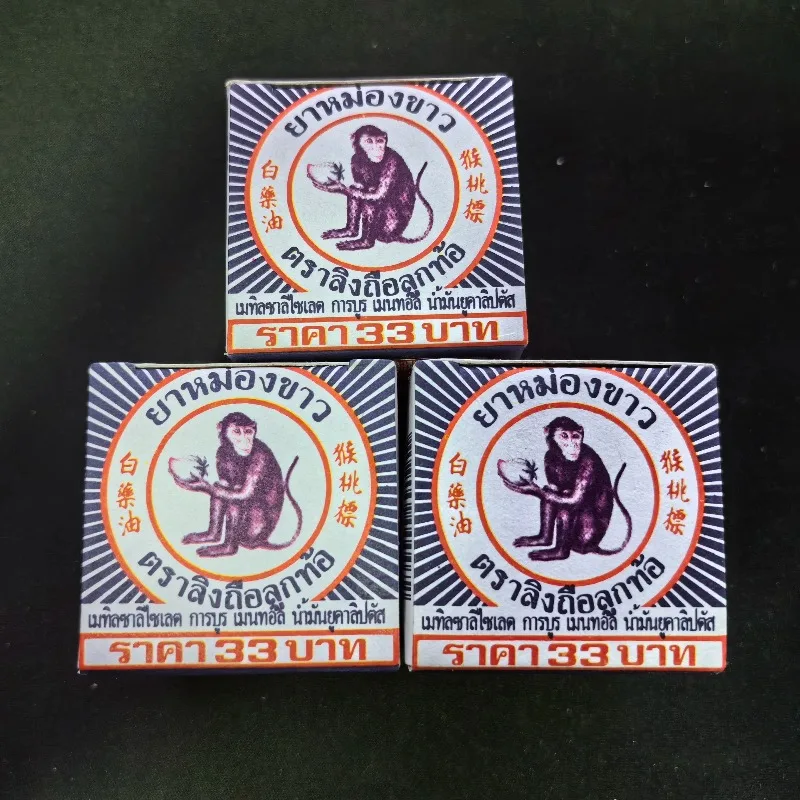 ยาหม่องขาว
白藥油
猴桃標
ตราลิงถือลูกท้อ
เมทิลซาลีไซเลต การบูร เมนทอล น้ำมันยูคาลิปตัส
ราคา 33 บาท
ยาหม่องขาว
白藥油
猴桃標
ตราลิงถือลูกท้อ
เมทิลซาลีไซเลต การบูร เมนทอล น้ำมันยูคาลิปตัส
ราคา 33 บาท
ยาหม่องขาว
白藥油
猴桃標
ตราลิงถือลูกท้อ
เมทิลซาลีไซเลต การบูร เมนทอล น้ำมันยูคาลิปตัส
ราคา 33 บาท